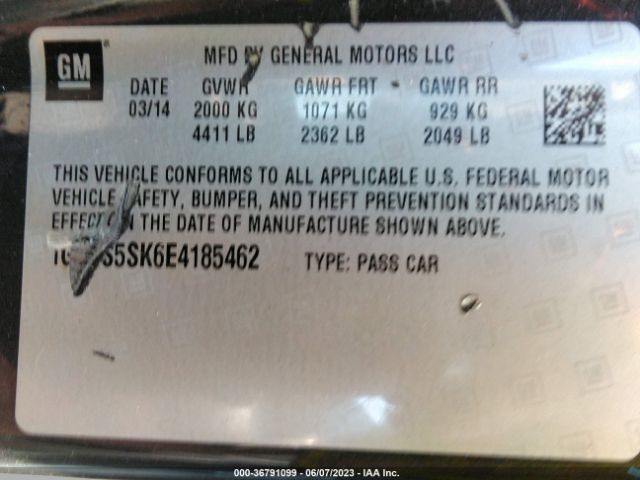 GM
MFD BY GENERAL MOTORS LLC
DATE GVWR GAWR FRT GAWR RR
03/14 2000 KG 1071 KG 929 KG
4411 LB 2362 LB 2049 LB
THIS VEHICLE CONFORMS TO ALL APPLICABLE U.S. FEDERAL MOTOR
VEHICLE SAFETY, BUMPER, AND THEFT PREVENTION STANDARDS IN
EFFECT ON THE DATE OF MANUFACTURE SHOWN ABOVE.
TYPE: PASS CAR
000-36791099 - 06/07/2023 - IAA Inc.